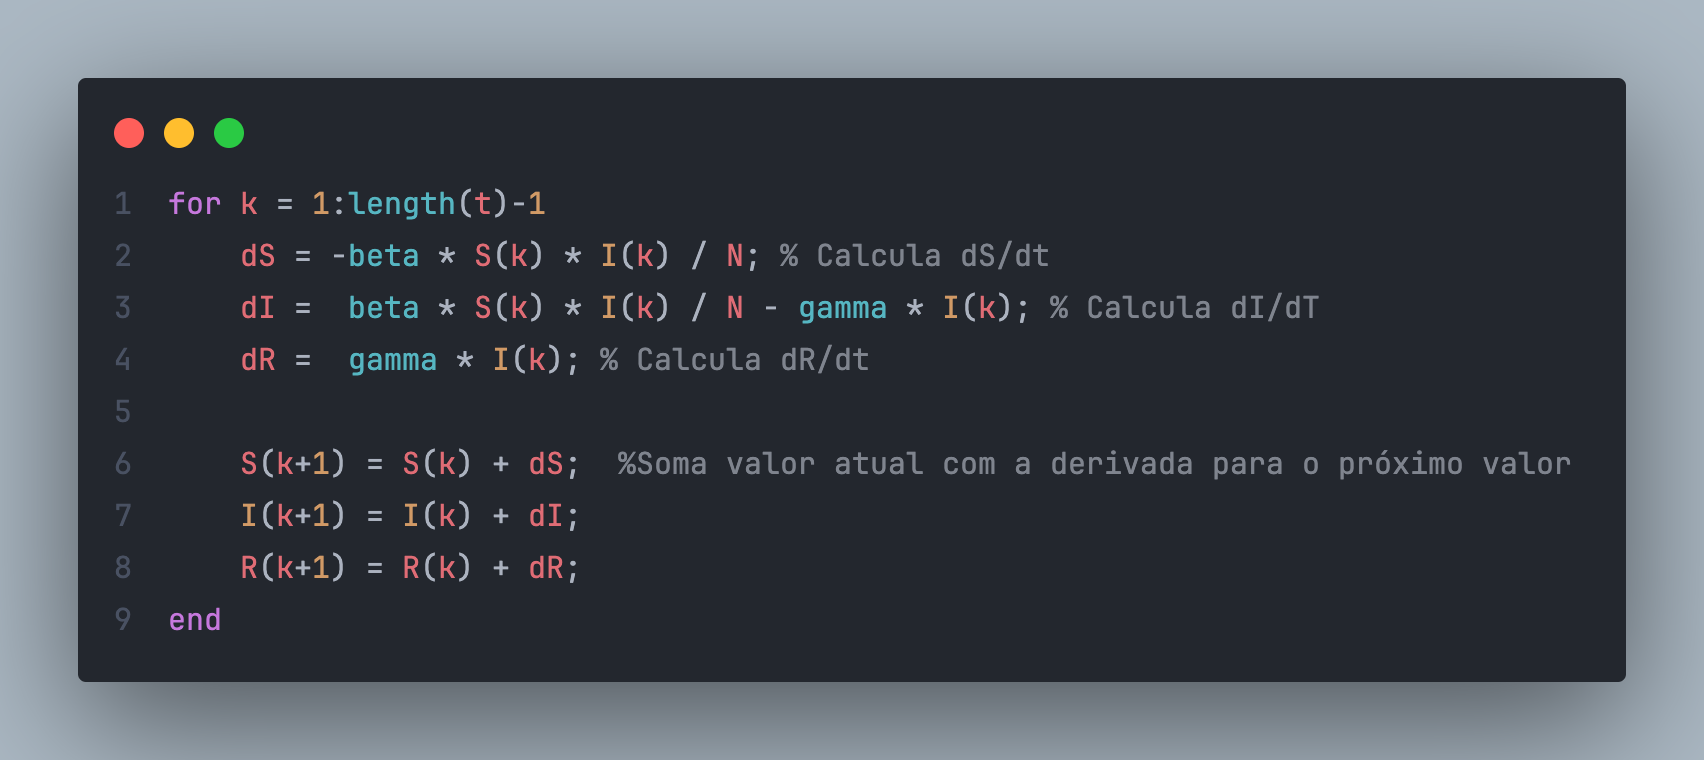 1 for k = 1:length(t)-1
2     dS = -beta * S(k) * I(k) / N; % Calcula dS/dt
3     dI =  beta * S(k) * I(k) / N - gamma * I(k); % Calcula dI/dT
4     dR =  gamma * I(k); % Calcula dR/dt
5
6     S(k+1) = S(k) + dS;  %Soma valor atual com a derivada para o próximo valor
7     I(k+1) = I(k) + dI;
8     R(k+1) = R(k) + dR;
9 end